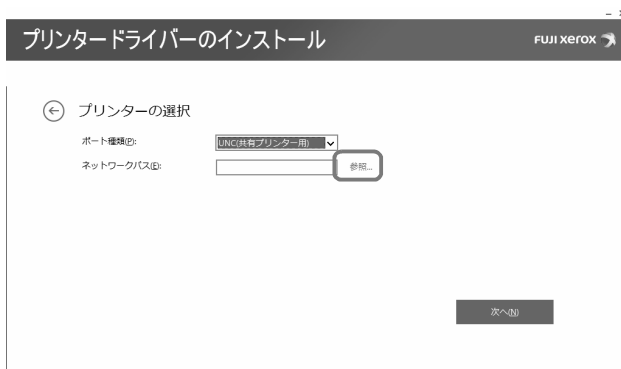 プリンタードライバーのインストール
FUJI xerox
プリンターの選択
ポート種類(P):
UNC(共有プリンター用)
ネットワークパス(E):
参照...
次へ(N)